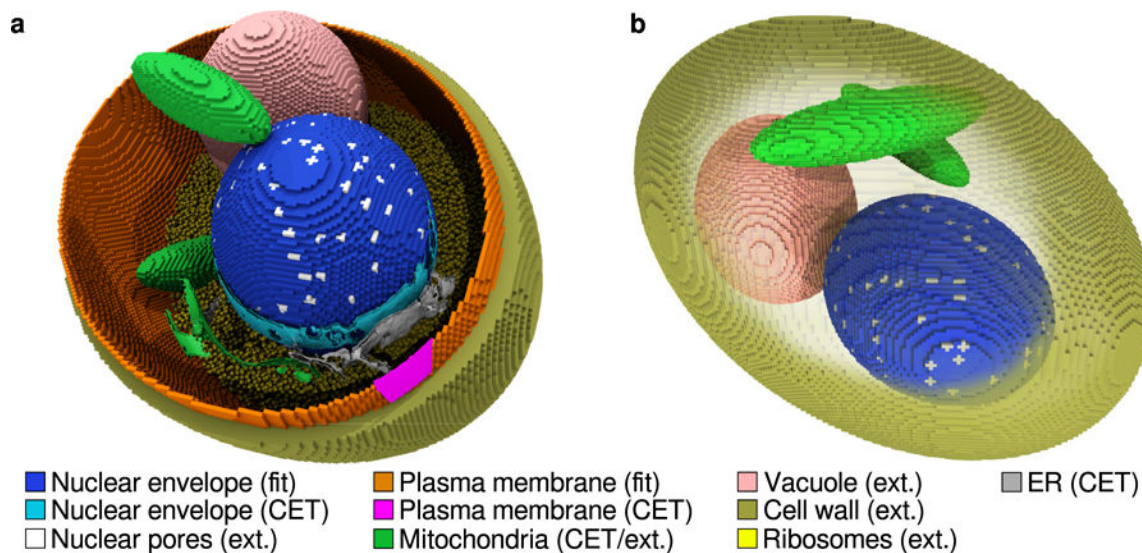 a
b
Nuclear envelope (fit)
Plasma membrane (fit)
Vacuole (ext.)
ER (CET)
Nuclear envelope (CET)
Plasma membrane (CET)
Cell wall (ext.)
Nuclear pores (ext.)
Mitochondria (CET/ext.)
Ribosomes (ext.)